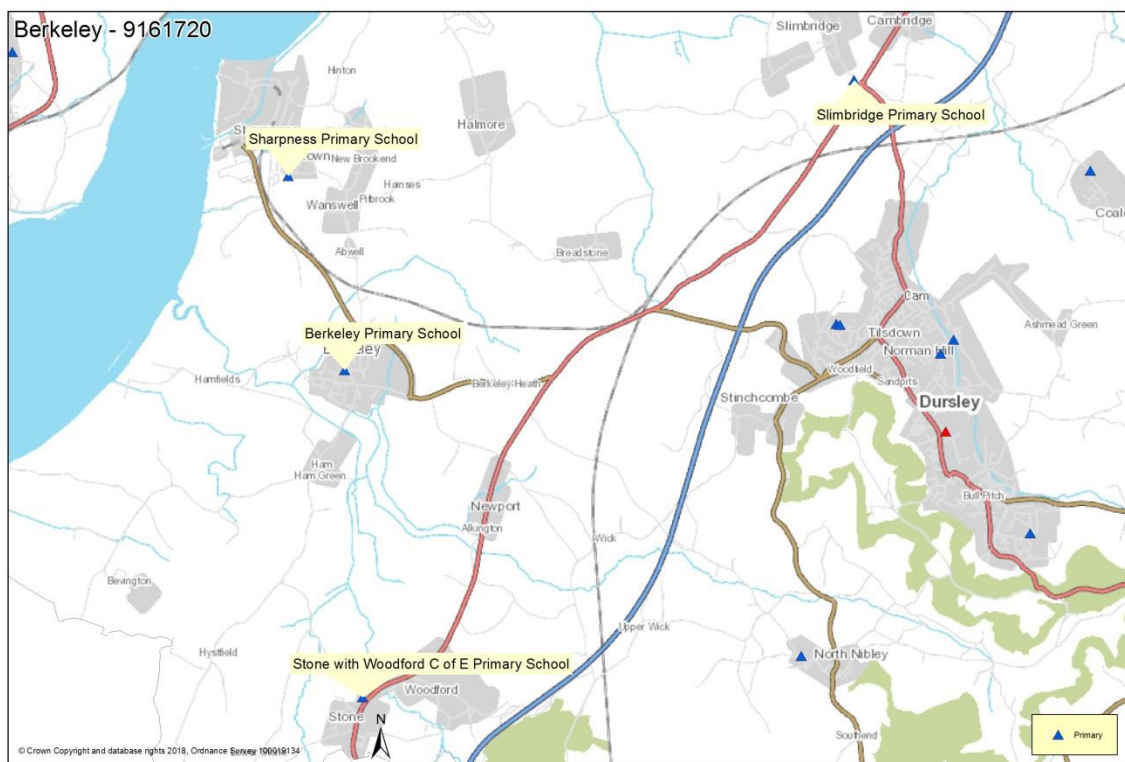 Berkeley - 9161720
Slimbridge
Cambridge
Hinton
Halmore
Slimbridge Primary School
Sharpness Primary School
New Brookend
Wanswell
Pitbrook
Hainses
Abwell
Breadstone
Cam
Ashmead Green
Berkeley Primary School
Tilsdown
Norman Hill
Hamfields
Berkeley Heath
Woodfield
Sandpits
Stinchcombe
Dursley
Ham
Ham Green
Bull Pitch
Newport
Alkington
Wick
Bevington
Upper Wick
Hystfield
North Nibley
Stone with Woodford C of E Primary School
Woodford
Stone
N
Southend
Primary
© Crown Copyright and database rights 2018, Ordnance Survey 100019134